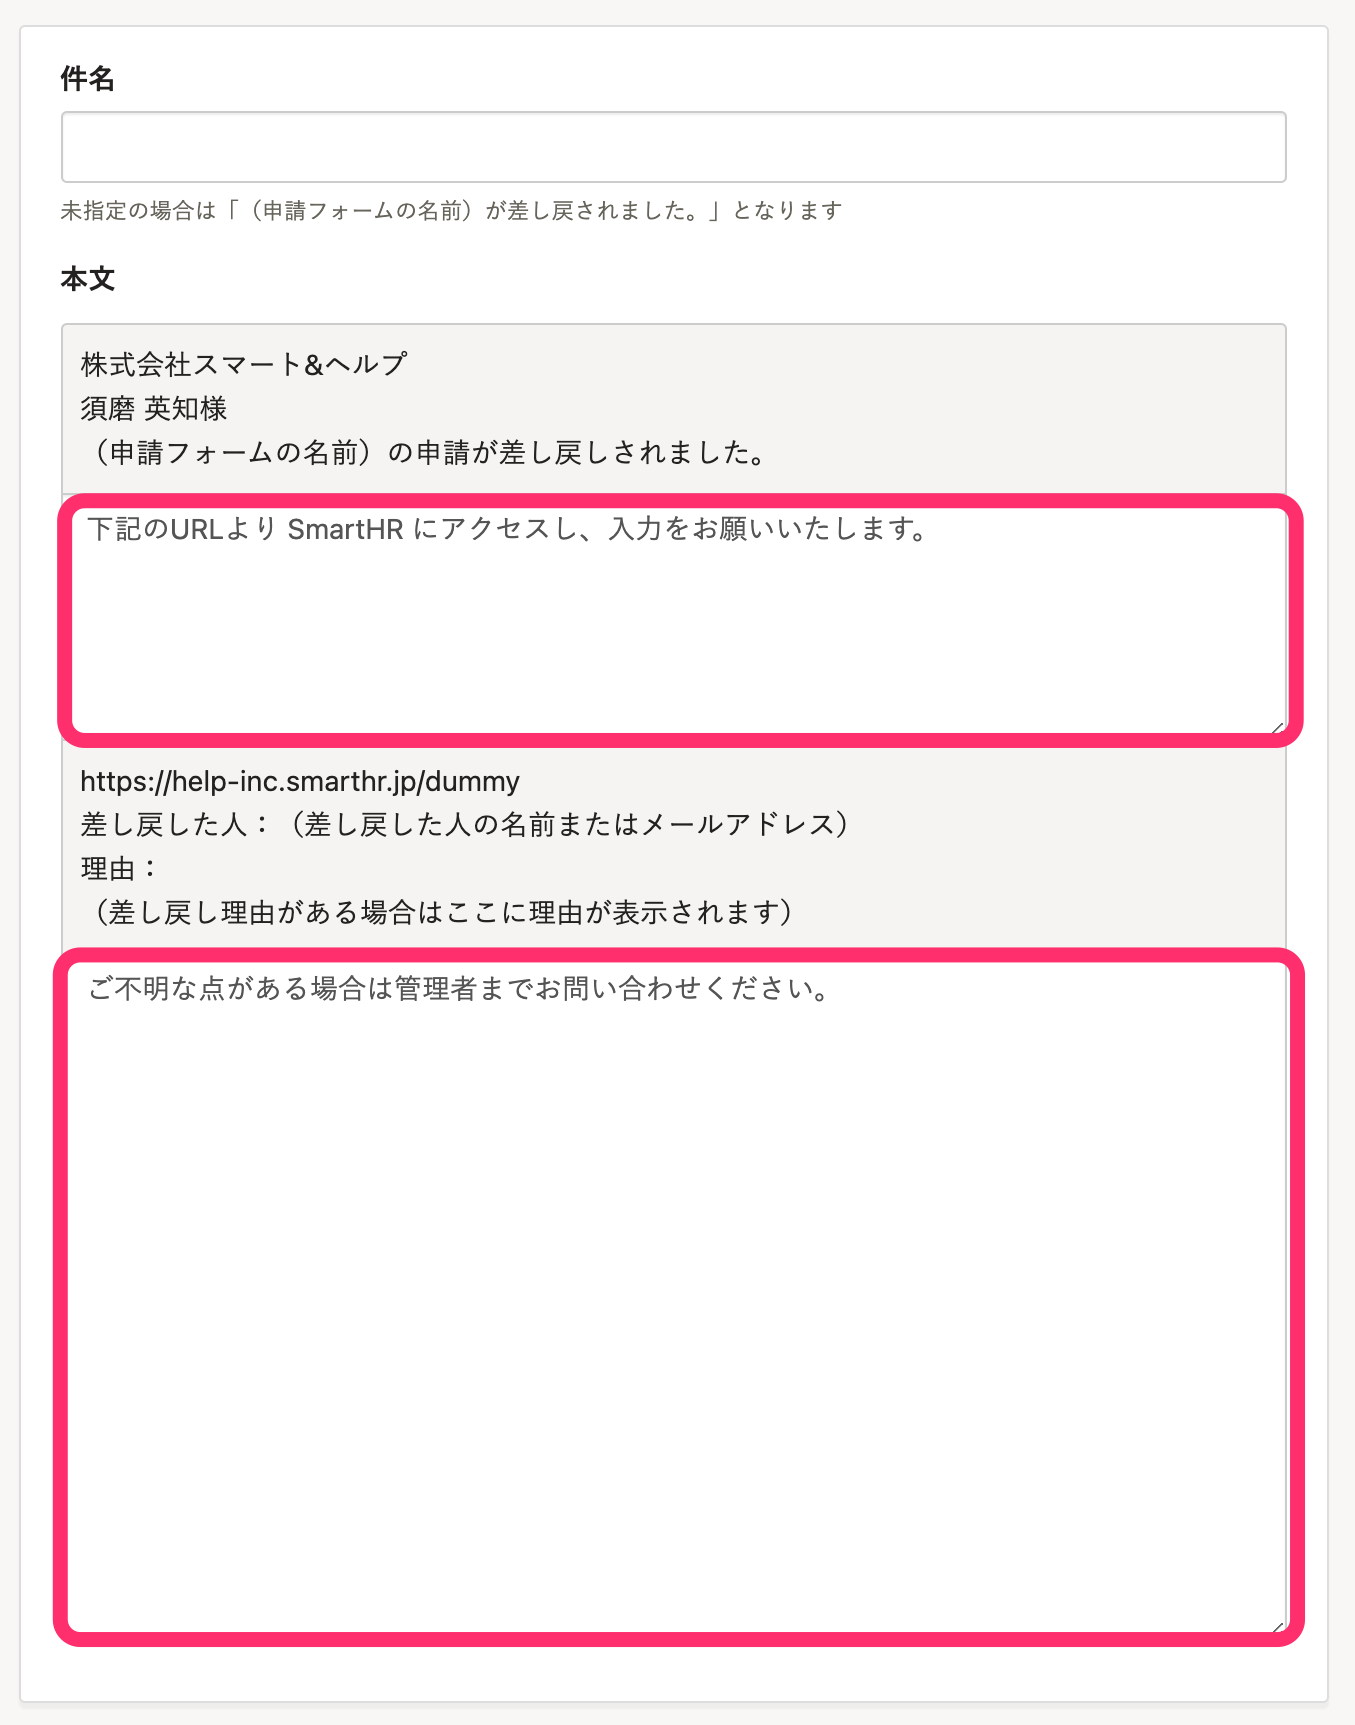 件名
未指定の場合は「（申請フォームの名前）が差し戻されました。」となります
本文
株式会社スマート&ヘルプ
須磨 英知様
（申請フォームの名前）の申請が差し戻しされました。
下記のURLより SmartHR にアクセスし、入力をお願いいたします。
https://help-inc.smarthr.jp/dummy
差し戻した人：（差し戻した人の名前またはメールアドレス）
理由：
（差し戻し理由がある場合はここに理由が表示されます）
ご不明な点がある場合は管理者までお問い合わせください。